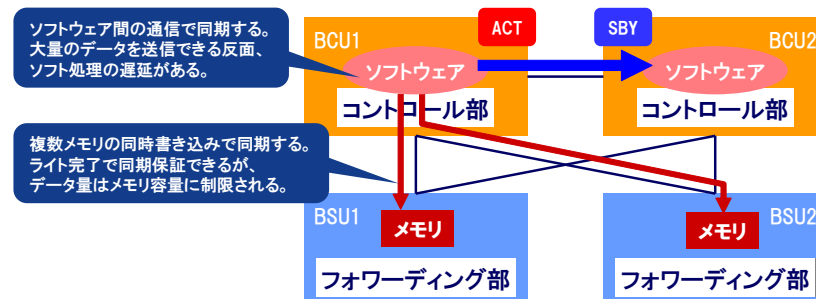 ソフトウェア間の通信で同期する。
大量のデータを送信できる反面、
ソフト処理の遅延がある。
BCU1
ACT
SBY
BCU2
ソフトウェア
ソフトウェア
コントロール部
コントロール部
複数メモリの同時書き込みで同期する。
ライト完了で同期保証できるが、
データ量はメモリ容量に制限される。
BSU1
BSU2
メモリ
メモリ
フォワーディング部
フォワーディング部